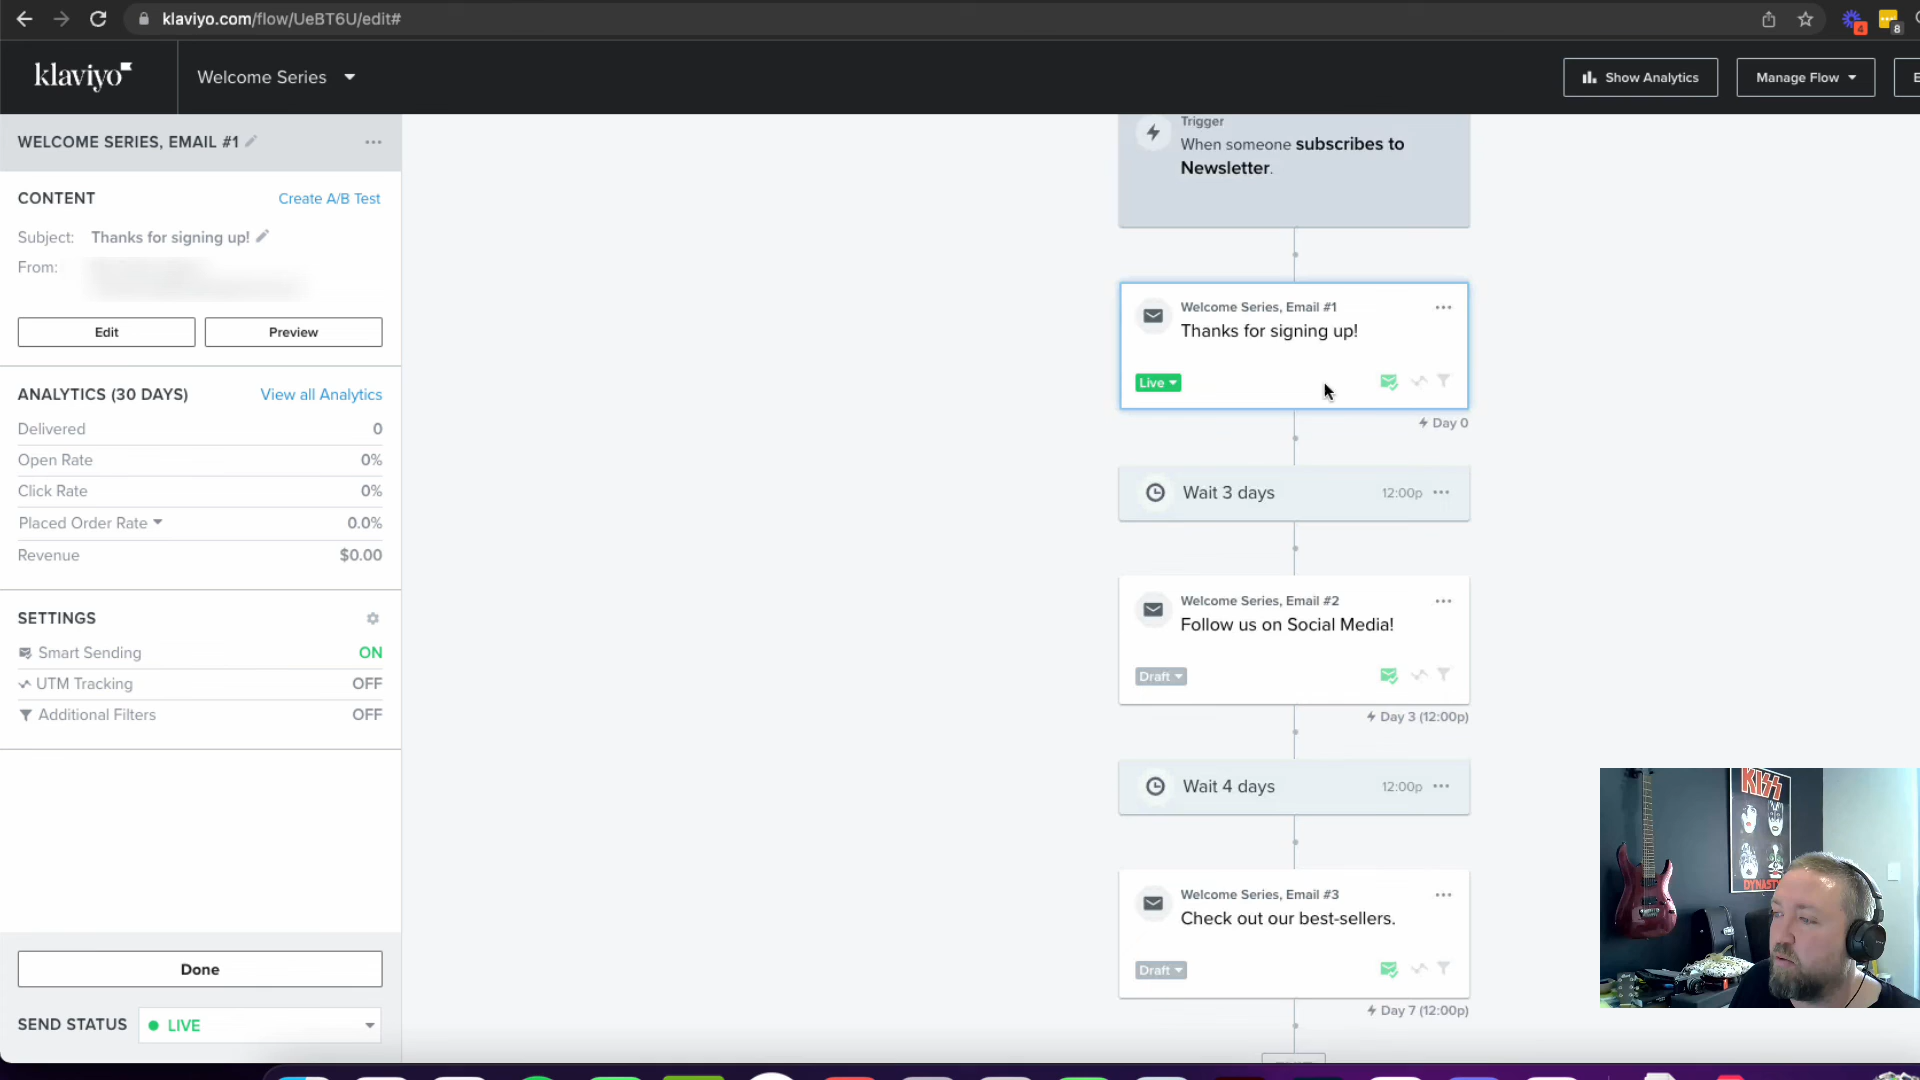 klaviyo.com/flow/UeBT6U/edit#
4
8
klaviyo
Welcome Series
Show Analytics
Manage Flow
WELCOME SERIES, EMAIL #1
CONTENT
Create A/B Test
Subject: Thanks for signing up!
From:
Edit
Preview
ANALYTICS (30 DAYS)
View all Analytics
Delivered 0
Open Rate 0%
Click Rate 0%
Placed Order Rate 0.0%
Revenue $0.00
SETTINGS
Smart Sending ON
UTM Tracking OFF
Additional Filters OFF
Done
SEND STATUS LIVE
Trigger
When someone subscribes to
Newsletter.
Welcome Series, Email #1
Thanks for signing up!
Live
Day 0
Wait 3 days 12:00p
Welcome Series, Email #2
Follow us on Social Media!
Draft
Day 3 (12:00p)
Wait 4 days 12:00p
Welcome Series, Email #3
Check out our best-sellers.
Draft
Day 7 (12:00p)
KISS
DYNASTY